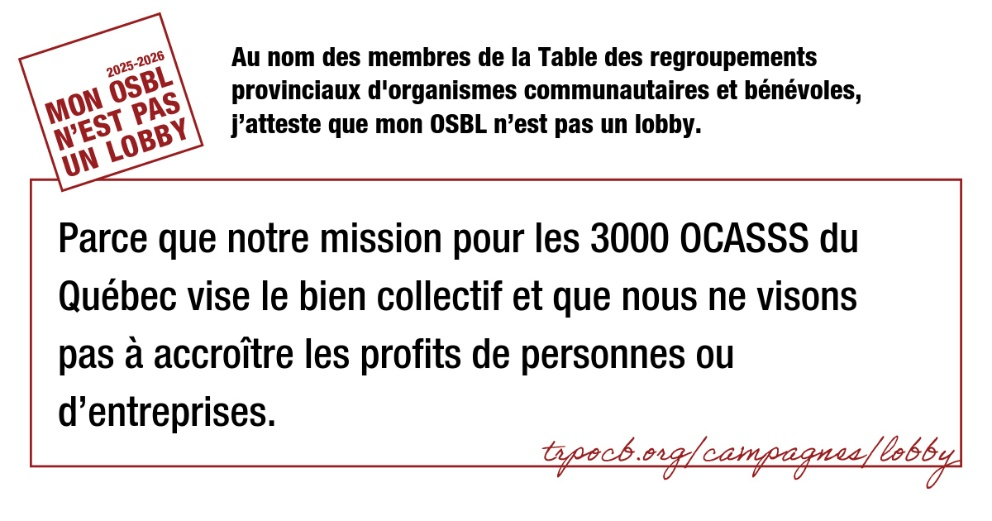 2025-2026
MON OSBL
N'EST PAS
UN LOBBY
Au nom des membres de la Table des regroupements
provinciaux d'organismes communautaires et bénévoles,
j’atteste que mon OSBL n’est pas un lobby.
Parce que notre mission pour les 3000 OCASSS du
Québec vise le bien collectif et que nous ne visons
pas à accroître les profits de personnes ou
d’entreprises.
trpocb.org/campagnes/lobby